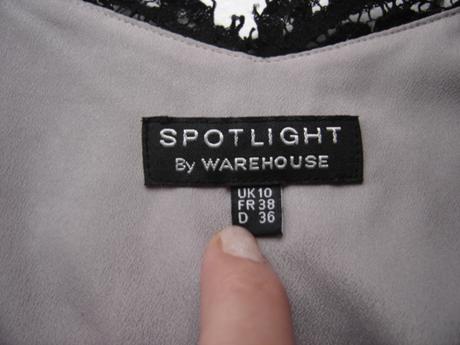 SPOTLIGHT
By WAREHOUSE
UK10
FR38
D 36